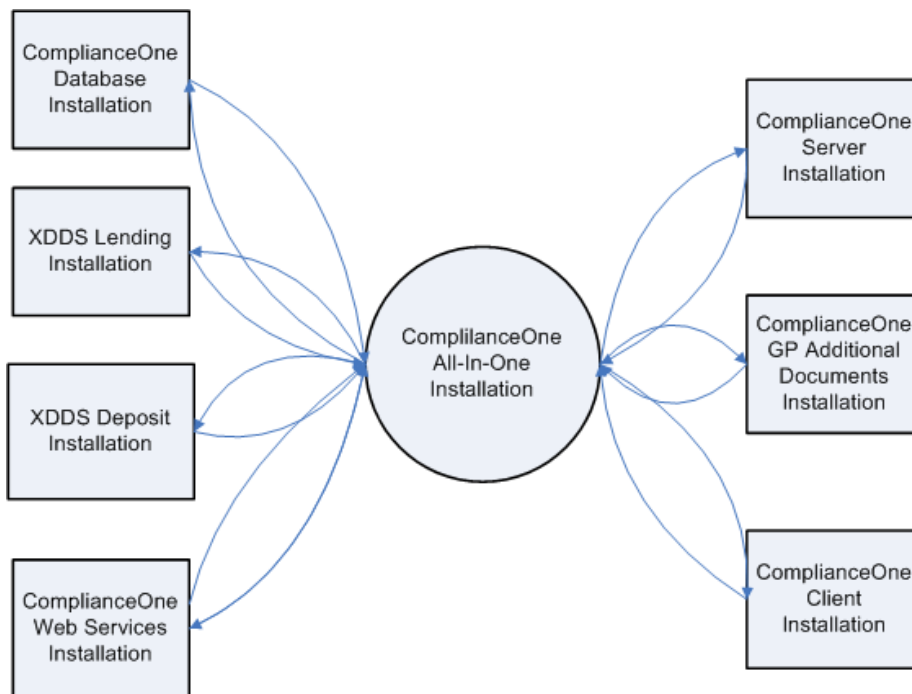 ComplianceOne
Database
Installation
XDDS Lending
Installation
XDDS Deposit
Installation
ComplianceOne
Web Services
Installation
ComplilanceOne
All-In-One
Installation
ComplianceOne
Server
Installation
ComplianceOne
GP Additional
Documents
Installation
ComplianceOne
Client
Installation